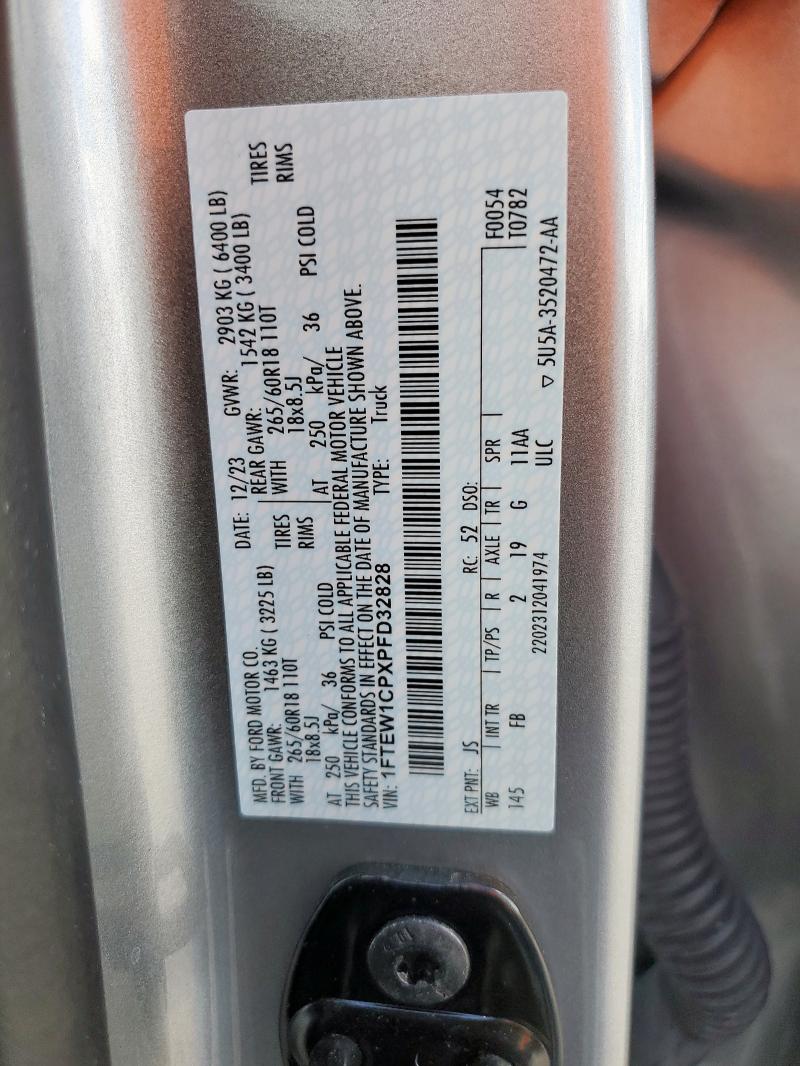 MFD. BY FORD MOTOR CO. DATE: 12/23 GVWR: 2903 KG ( 6400 LB)
FRONT GAWR: 1463 KG ( 3225 LB) REAR GAWR: 1542 KG ( 3400 LB)
WITH 265/60R18 110T TIRES WITH 265/60R18 110T TIRES
18x8.5J RIMS 18x8.5J RIMS
AT 250 kPa/ 36 PSI COLD AT 250 kPa/ 36 PSI COLD
THIS VEHICLE CONFORMS TO ALL APPLICABLE FEDERAL MOTOR VEHICLE
SAFETY STANDARDS IN EFFECT ON THE DATE OF MANUFACTURE SHOWN ABOVE.
VIN: 1FTEW1CPXPFD32828 TYPE: Truck
EXT PNT: JS RC: 52 DSO:
WB INT TR TP/PS R AXLE TR SPR F0054
145 FB 2 19 G 11AA T0782
2202312041974 ULC
▽ 5U5A-3520472-AA